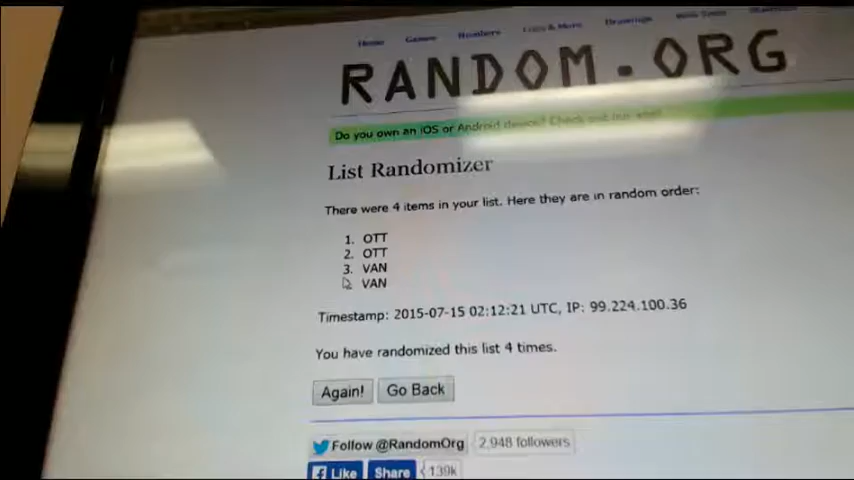 Home Games Numbers Lists & More Drawings Web Tools Statistics
RANDOM.ORG
Do you own an iOS or Android device? Check out our app!
List Randomizer
There were 4 items in your list. Here they are in random order:
1. OTT
2. OTT
3. VAN
VAN
Timestamp: 2015-07-15 02:12:21 UTC, IP: 99.224.100.36
You have randomized this list 4 times.
Again! Go Back
Follow @RandomOrg 2,948 followers
Like Share 139k